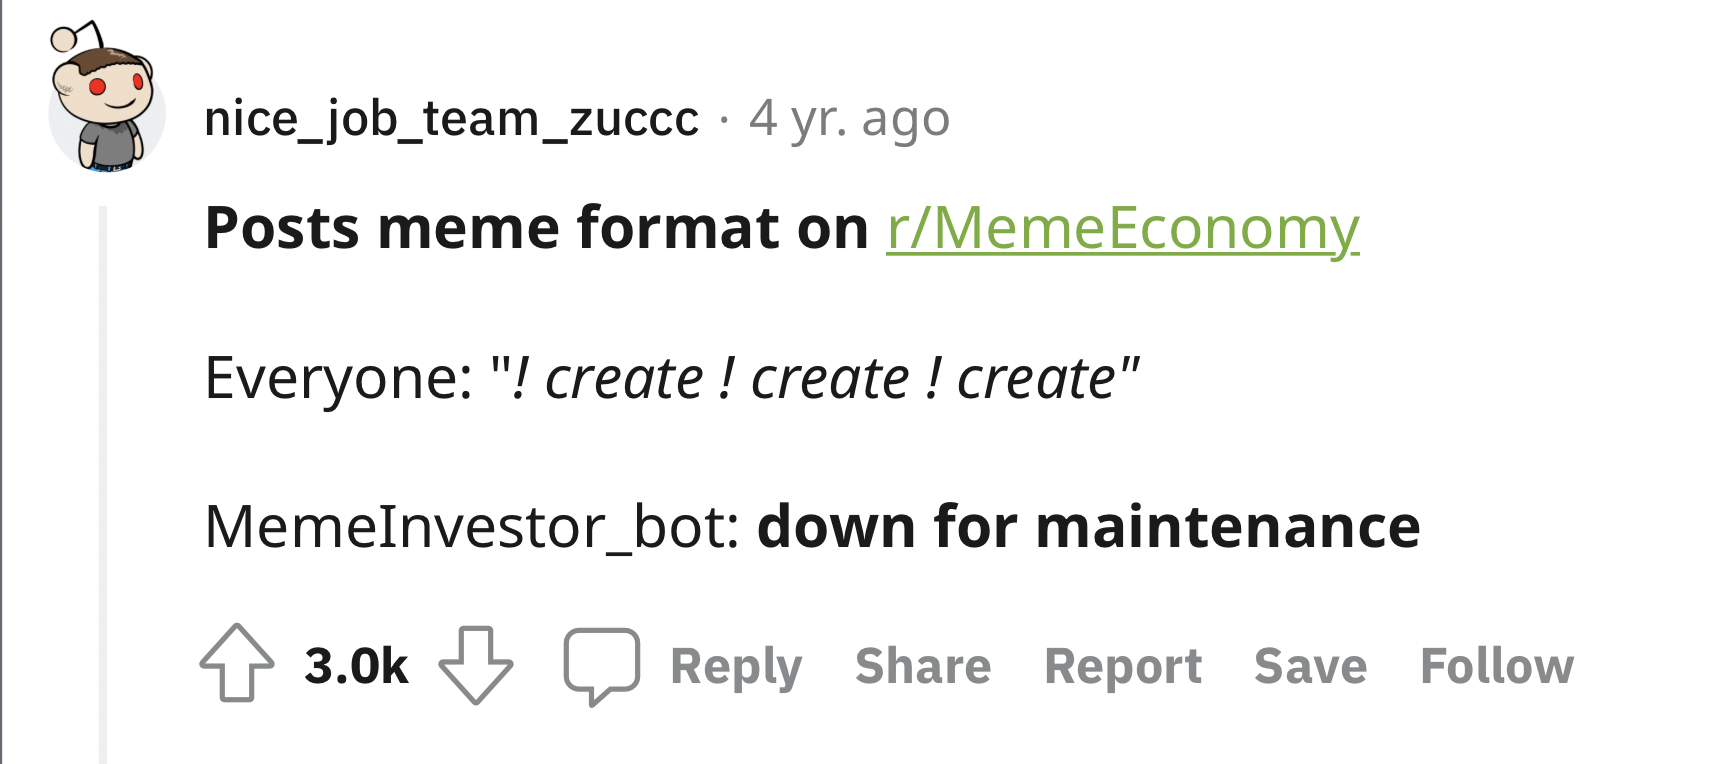 nice_job_team_zuccc · 4 yr. ago
Posts meme format on r/MemeEconomy
Everyone: "! create ! create ! create"
MemeInvestor_bot: down for maintenance
3.0k Reply Share Report Save Follow